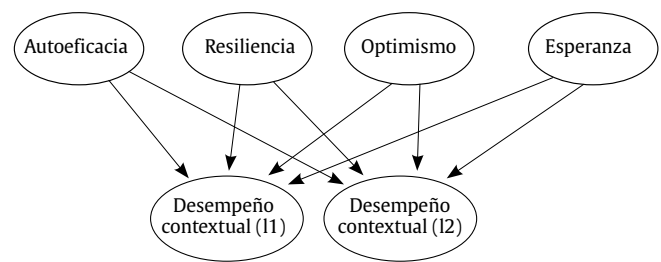 Autoeficacia
Resiliencia
Optimismo
Esperanza
Desempeño
contextual (l1)
Desempeño
contextual (l2)